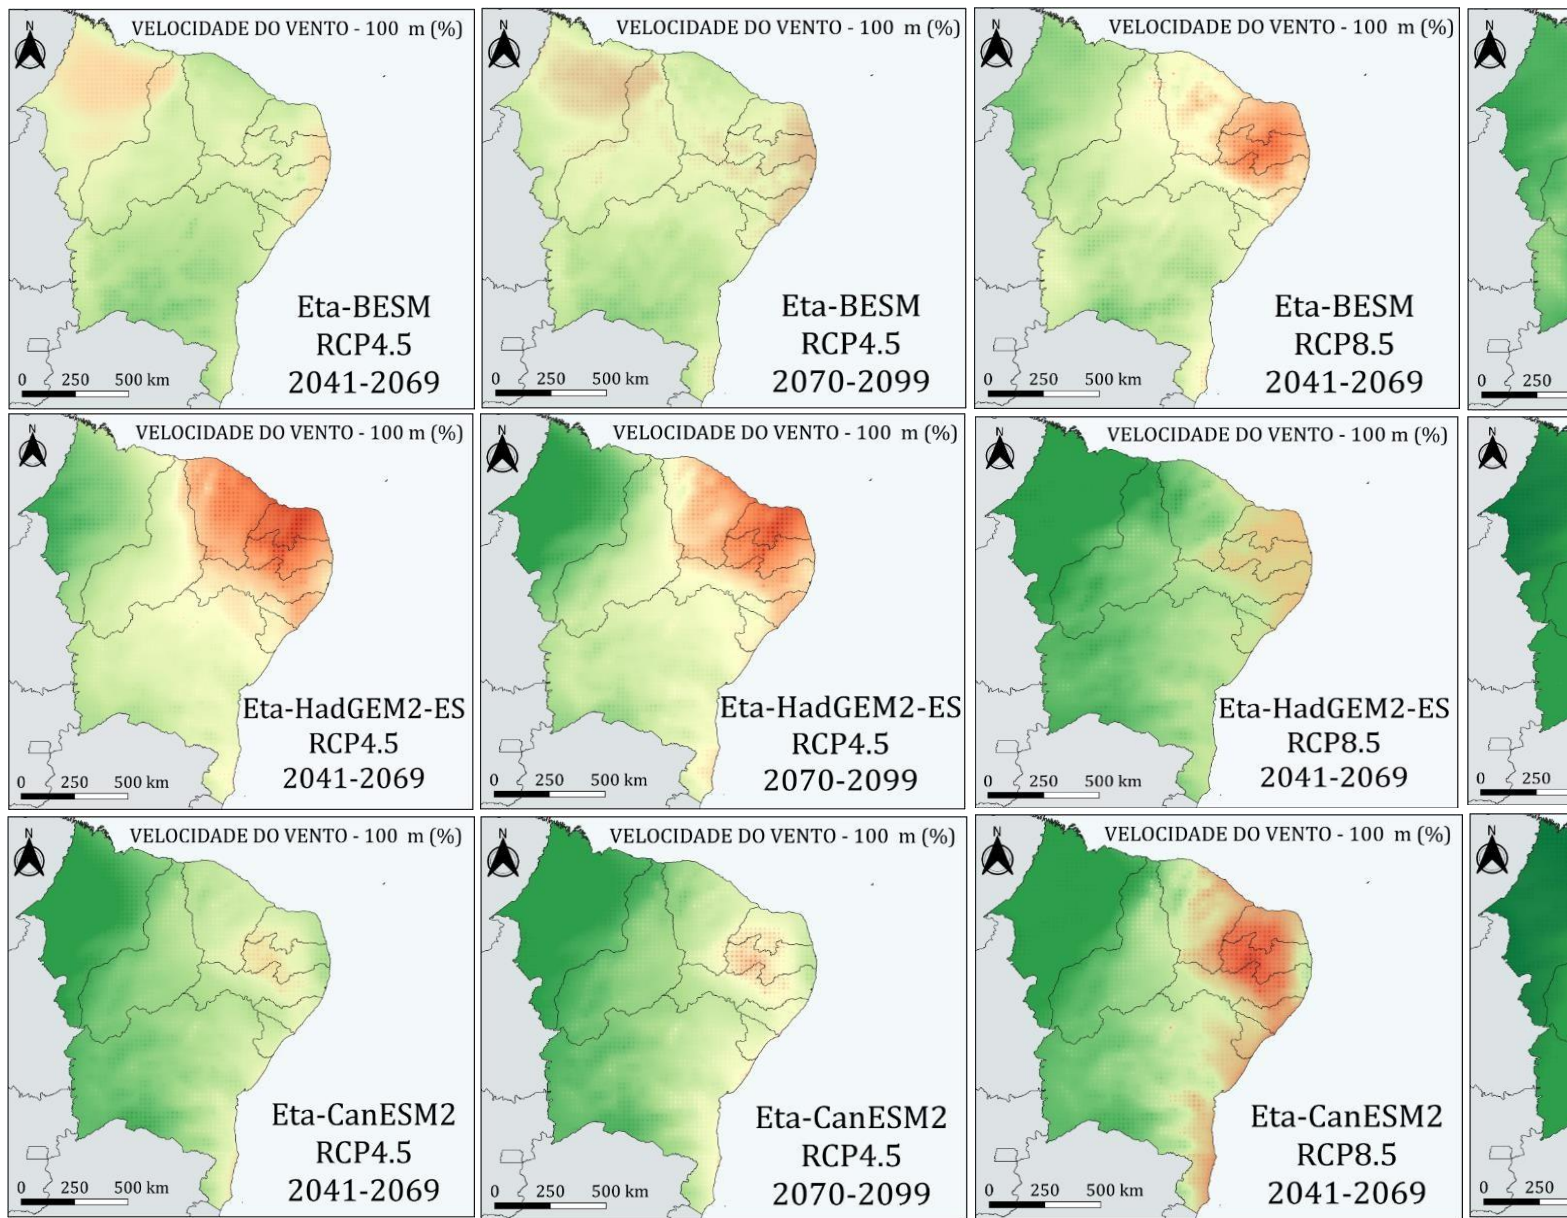 N
VELOCIDADE DO VENTO - 100 m (%)
Eta-BESM
RCP4.5
2041-2069
0 250 500 km
N
VELOCIDADE DO VENTO - 100 m (%)
Eta-BESM
RCP4.5
2070-2099
0 250 500 km
N
VELOCIDADE DO VENTO - 100 m (%)
Eta-BESM
RCP8.5
2041-2069
0 250 500 km
N
0 250
N
VELOCIDADE DO VENTO - 100 m (%)
Eta-HadGEM2-ES
RCP4.5
2041-2069
0 250 500 km
N
VELOCIDADE DO VENTO - 100 m (%)
Eta-HadGEM2-ES
RCP4.5
2070-2099
0 250 500 km
N
VELOCIDADE DO VENTO - 100 m (%)
Eta-HadGEM2-ES
RCP8.5
2041-2069
0 250 500 km
N
0 250
N
VELOCIDADE DO VENTO - 100 m (%)
Eta-CanESM2
RCP4.5
2041-2069
0 250 500 km
N
VELOCIDADE DO VENTO - 100 m (%)
Eta-CanESM2
RCP4.5
2070-2099
0 250 500 km
N
VELOCIDADE DO VENTO - 100 m (%)
Eta-CanESM2
RCP8.5
2041-2069
0 250 500 km
N
0 250